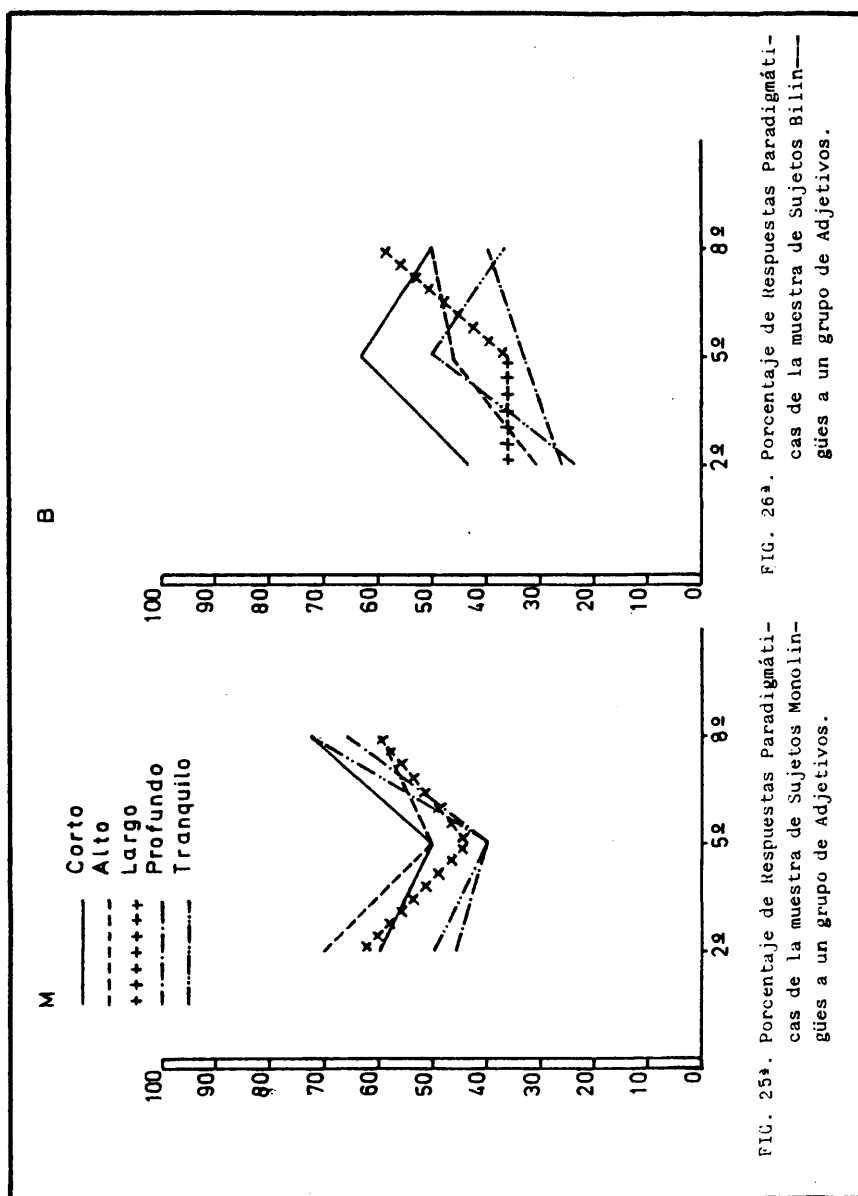 M
Corto
Alto
Largo
Profundo
Tranquilo
100
90
80
70
60
50
40
30
20
10
0
2º
5º
8º
FIG. 25ª. Porcentaje de Respuestas Paradigmáti-
cas de la muestra de Sujetos Monolin-
gües a un grupo de Adjetivos.
B
100
90
80
70
60
50
40
30
20
10
0
2º
5º
8º
FIG. 26ª. Porcentaje de Respuestas Paradigmáti-
cas de la muestra de Sujetos Bilin—
gües a un grupo de Adjetivos.